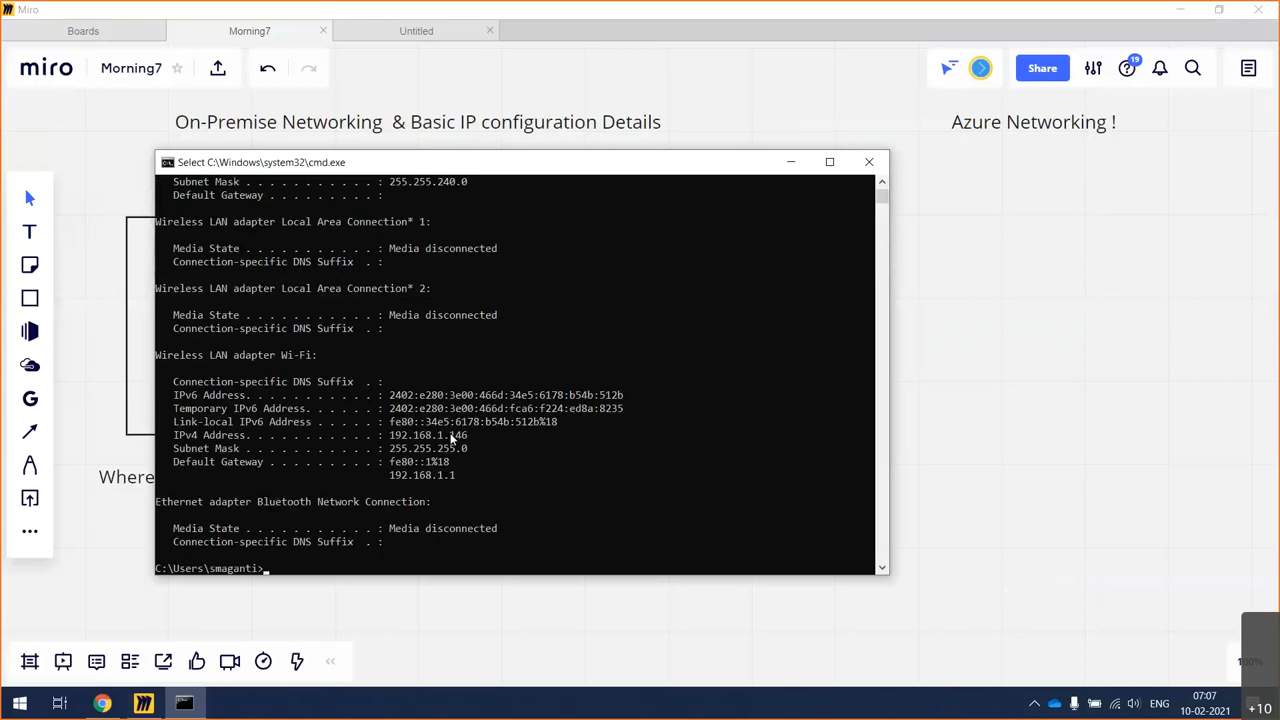 Miro
Boards
Morning7
Untitled
miro
Morning7
19
Share
On-Premise Networking & Basic IP configuration Details
Azure Networking !
Select C:\Windows\system32\cmd.exe
Subnet Mask . . . . . . . . . . . : 255.255.240.0
Default Gateway . . . . . . . . . :
Wireless LAN adapter Local Area Connection* 1:
Media State . . . . . . . . . . . : Media disconnected
Connection-specific DNS Suffix . :
Wireless LAN adapter Local Area Connection* 2:
Media State . . . . . . . . . . . : Media disconnected
Connection-specific DNS Suffix . :
Wireless LAN adapter Wi-Fi:
Connection-specific DNS Suffix . :
IPv6 Address. . . . . . . . . . . : 2402:e280:3e00:466d:34e5:6178:b54b:512b
Temporary IPv6 Address. . . . . . : 2402:e280:3e00:466d:fca6:f224:ed8a:8235
Link-local IPv6 Address . . . . . : fe80::34e5:6178:b54b:512b%18
IPv4 Address. . . . . . . . . . . : 192.168.1.146
Subnet Mask . . . . . . . . . . . : 255.255.255.0
Default Gateway . . . . . . . . . : fe80::1%18
192.168.1.1
Where
Ethernet adapter Bluetooth Network Connection:
Media State . . . . . . . . . . . : Media disconnected
Connection-specific DNS Suffix . :
C:\Users\smaganti>
100%
ENG
07:07
10-02-2021
+10